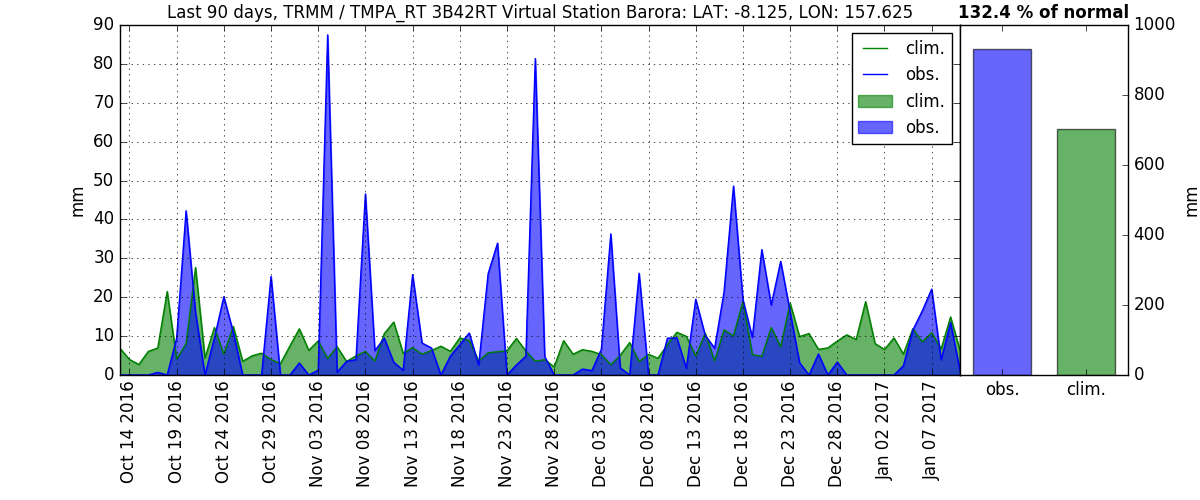 Last 90 days, TRMM / TMPA_RT 3B42RT Virtual Station Barora: LAT: -8.125, LON: 157.625
132.4 % of normal
90
80
70
60
50
40
30
20
10
0
mm
clim.
obs.
clim.
obs.
1000
800
600
400
200
0
mm
obs.
clim.
Oct 14 2016
Oct 19 2016
Oct 24 2016
Oct 29 2016
Nov 03 2016
Nov 08 2016
Nov 13 2016
Nov 18 2016
Nov 23 2016
Nov 28 2016
Dec 03 2016
Dec 08 2016
Dec 13 2016
Dec 18 2016
Dec 23 2016
Dec 28 2016
Jan 02 2017
Jan 07 2017